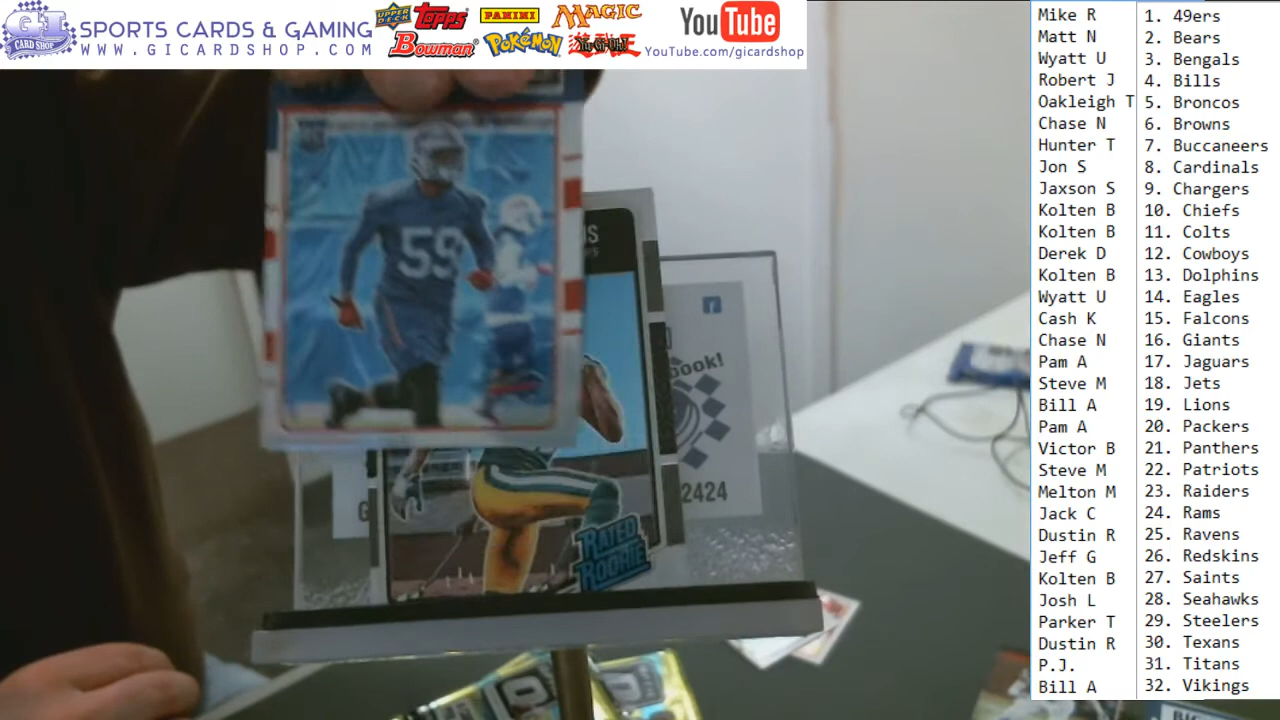 GI
CARD SHOP
SPORTS CARDS & GAMING
WWW.GICARDSHOP.COM
UPPER DECK
Topps
Bowman
PANINI
Pokémon
MAGIC
Yu-Gi-Oh!
YouTube
YouTube.com/gicardshop
59
2424
RATED
ROOKIE
Mike R 1. 49ers
Matt N 2. Bears
Wyatt U 3. Bengals
Robert J 4. Bills
Oakleigh T 5. Broncos
Chase N 6. Browns
Hunter T 7. Buccaneers
Jon S 8. Cardinals
Jaxson S 9. Chargers
Kolten B 10. Chiefs
Kolten B 11. Colts
Derek D 12. Cowboys
Kolten B 13. Dolphins
Wyatt U 14. Eagles
Cash K 15. Falcons
Chase N 16. Giants
Pam A 17. Jaguars
Steve M 18. Jets
Bill A 19. Lions
Pam A 20. Packers
Victor B 21. Panthers
Steve M 22. Patriots
Melton M 23. Raiders
Jack C 24. Rams
Dustin R 25. Ravens
Jeff G 26. Redskins
Kolten B 27. Saints
Josh L 28. Seahawks
Parker T 29. Steelers
Dustin R 30. Texans
P.J. 31. Titans
Bill A 32. Vikings